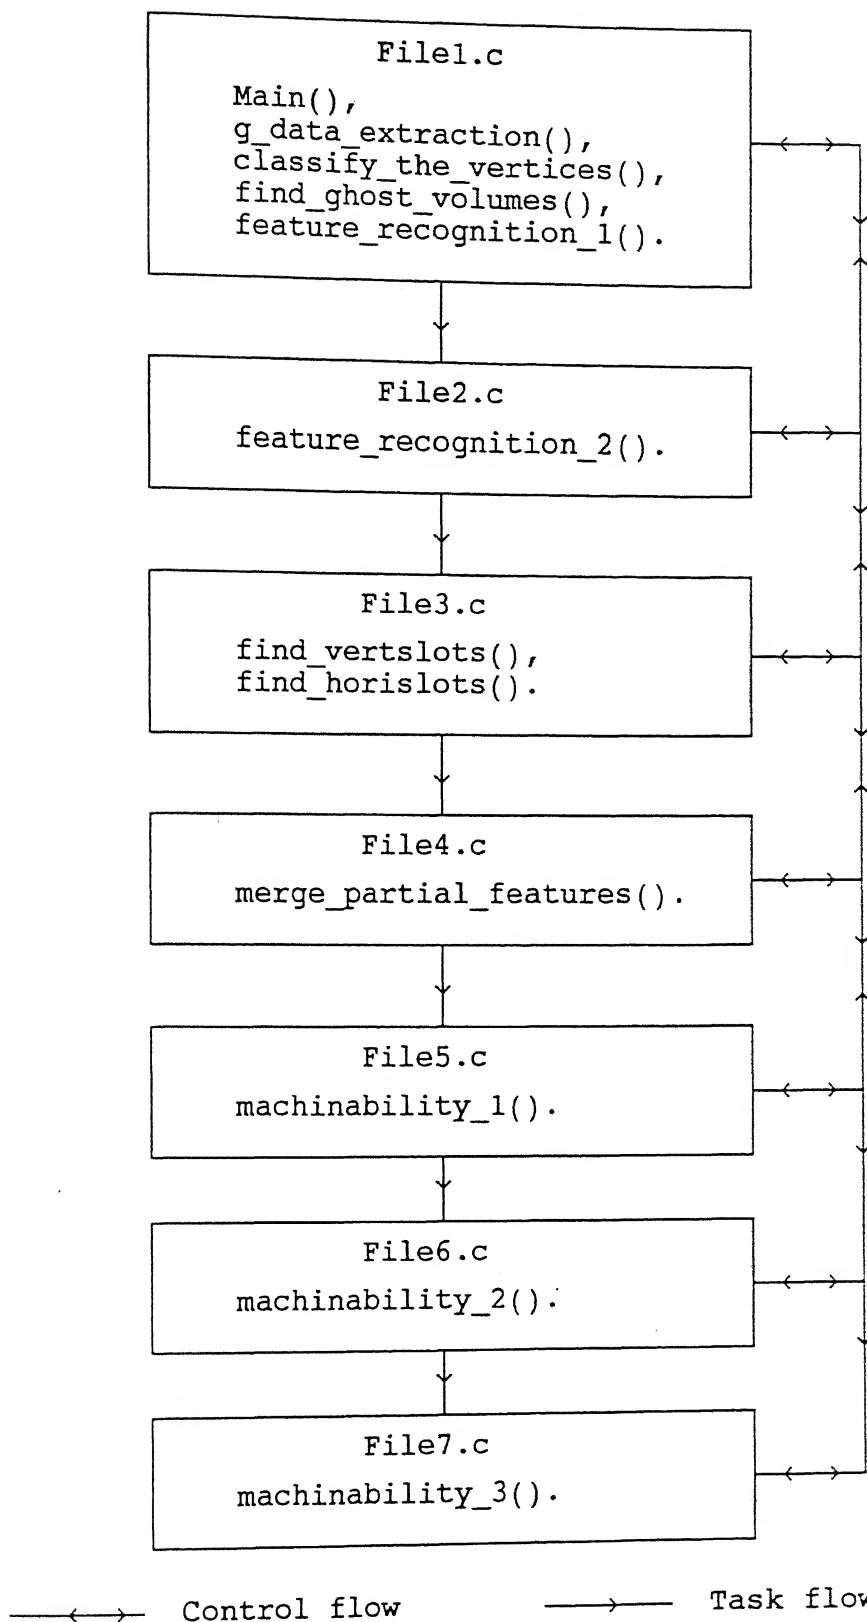 File1.c
Main(),
g_data_extraction(),
classify_the_vertices(),
find_ghost_volumes(),
feature_recognition_1().
File2.c
feature_recognition_2().
File3.c
find_vertslots(),
find_horislots().
File4.c
merge_partial_features().
File5.c
machinability_1().
File6.c
machinability_2().
File7.c
machinability_3().
Control flow
Task flow